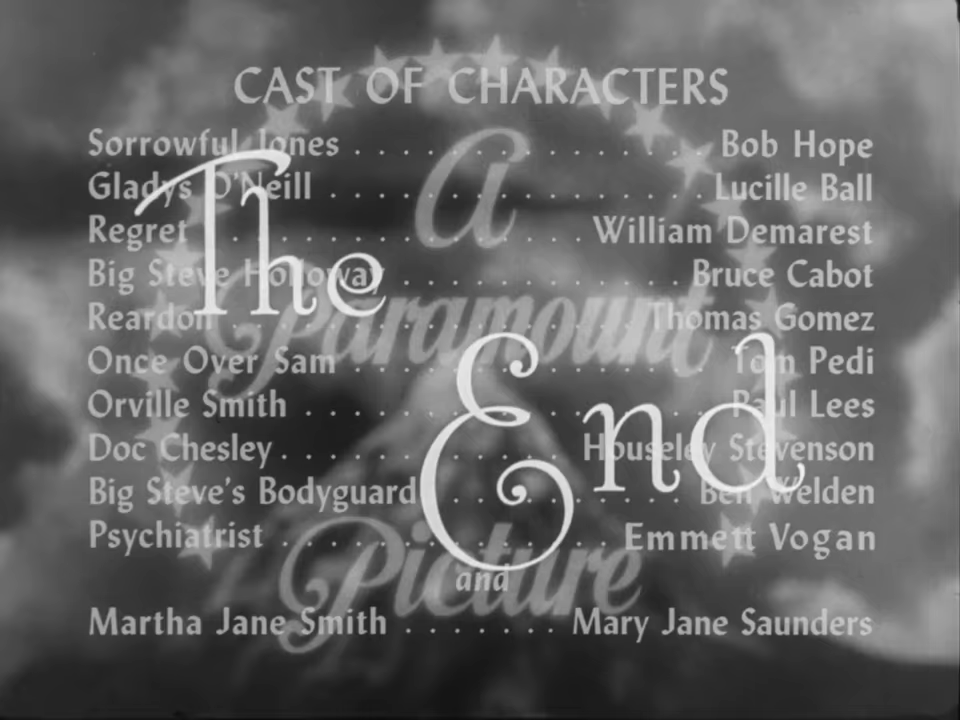 CAST OF CHARACTERS
Sorrowful Jones . . . . . . . . . . . . . . . Bob Hope
Gladys O'Neill . . . . . . . . . . . . . . . . Lucille Ball
Regret . . . . . . . . . . . . . . . . William Demarest
Big Steve Holloway . . . . . . . . . . . . Bruce Cabot
Reardon . . . . . . . . . . . . . . . . . Thomas Gomez
Once Over Sam . . . . . . . . . . . . . . . Tom Pedi
Orville Smith . . . . . . . . . . . . . . . . . Paul Lees
Doc Chesley . . . . . . . . . . . . Houseley Stevenson
Big Steve's Bodyguard . . . . . . . . . . Ben Welden
Psychiatrist . . . . . . . . . . . . . . Emmett Vogan
and
Martha Jane Smith . . . . . . . Mary Jane Saunders
The
End
A
Paramount
Picture